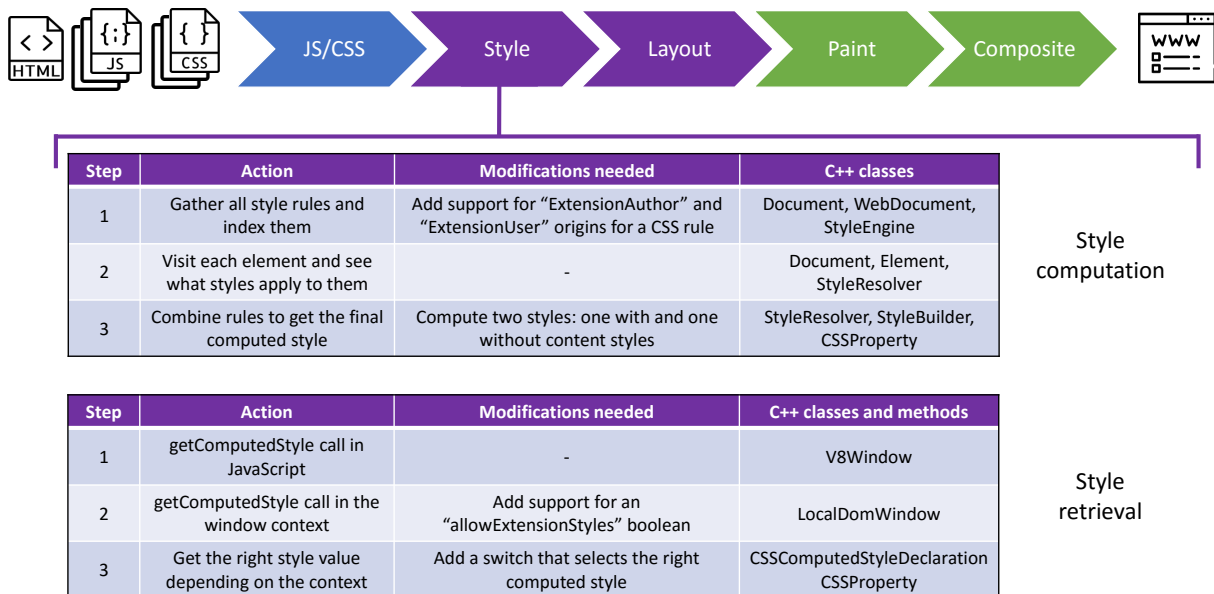 < >
HTML
{;}
JS
{ }
CSS
JS/CSS
Style
Layout
Paint
Composite
WWW
Step
Action
Modifications needed
C++ classes
1
Gather all style rules and
index them
Add support for “ExtensionAuthor” and
“ExtensionUser” origins for a CSS rule
Document, WebDocument,
StyleEngine
2
Visit each element and see
what styles apply to them
-
Document, Element,
StyleResolver
3
Combine rules to get the final
computed style
Compute two styles: one with and one
without content styles
StyleResolver, StyleBuilder,
CSSProperty
Style
computation
Step
Action
Modifications needed
C++ classes and methods
1
getComputedStyle call in
JavaScript
-
V8Window
2
getComputedStyle call in the
window context
Add support for an
“allowExtensionStyles” boolean
LocalDomWindow
3
Get the right style value
depending on the context
Add a switch that selects the right
computed style
CSSComputedStyleDeclaration
CSSProperty
Style
retrieval